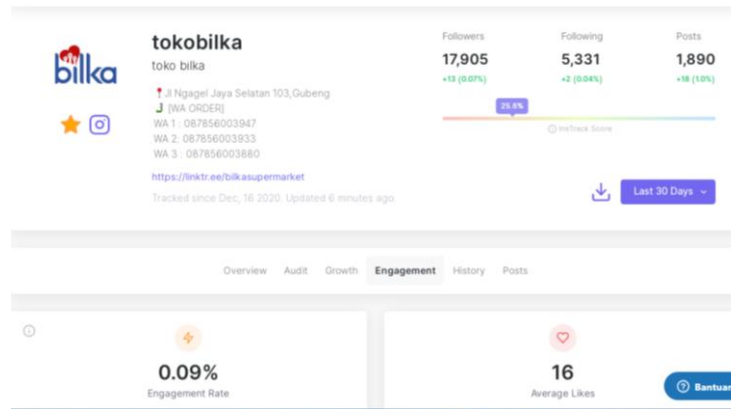 bilka
tokobilka
toko bilka
Jl Ngagel Jaya Selatan 103,Gubeng
[WA ORDER]
WA 1 : 087856003947
WA 2: 087856003933
WA 3 : 087856003880
https://linktr.ee/bilkasupermarket
Tracked since Dec, 16 2020. Updated 6 minutes ago.
Followers
17,905
+13 (0.07%)
Following
5,331
+2 (0.04%)
Posts
1,890
+18 (1.0%)
25.6%
InsTrack Score
Last 30 Days
Overview Audit Growth Engagement History Posts
0.09%
Engagement Rate
16
Average Likes
Bantuan